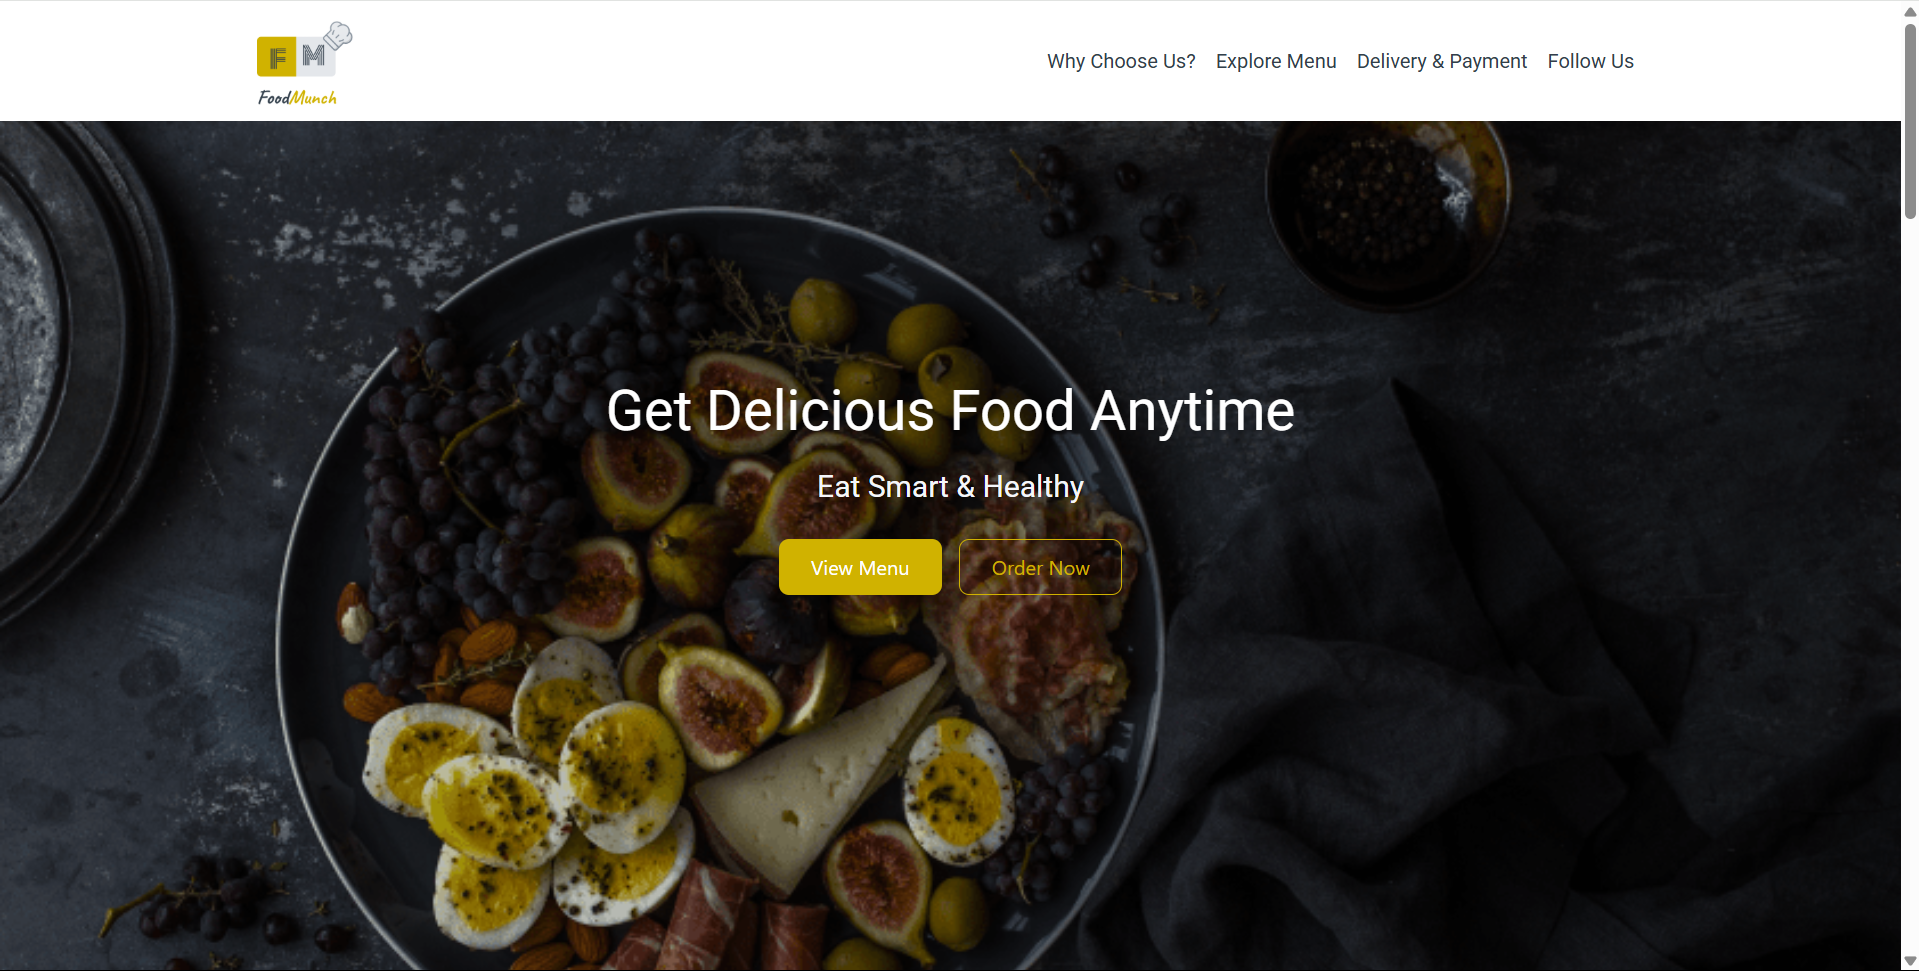 F M
FoodMunch
Why Choose Us? Explore Menu Delivery & Payment Follow Us
Get Delicious Food Anytime
Eat Smart & Healthy
View Menu Order Now